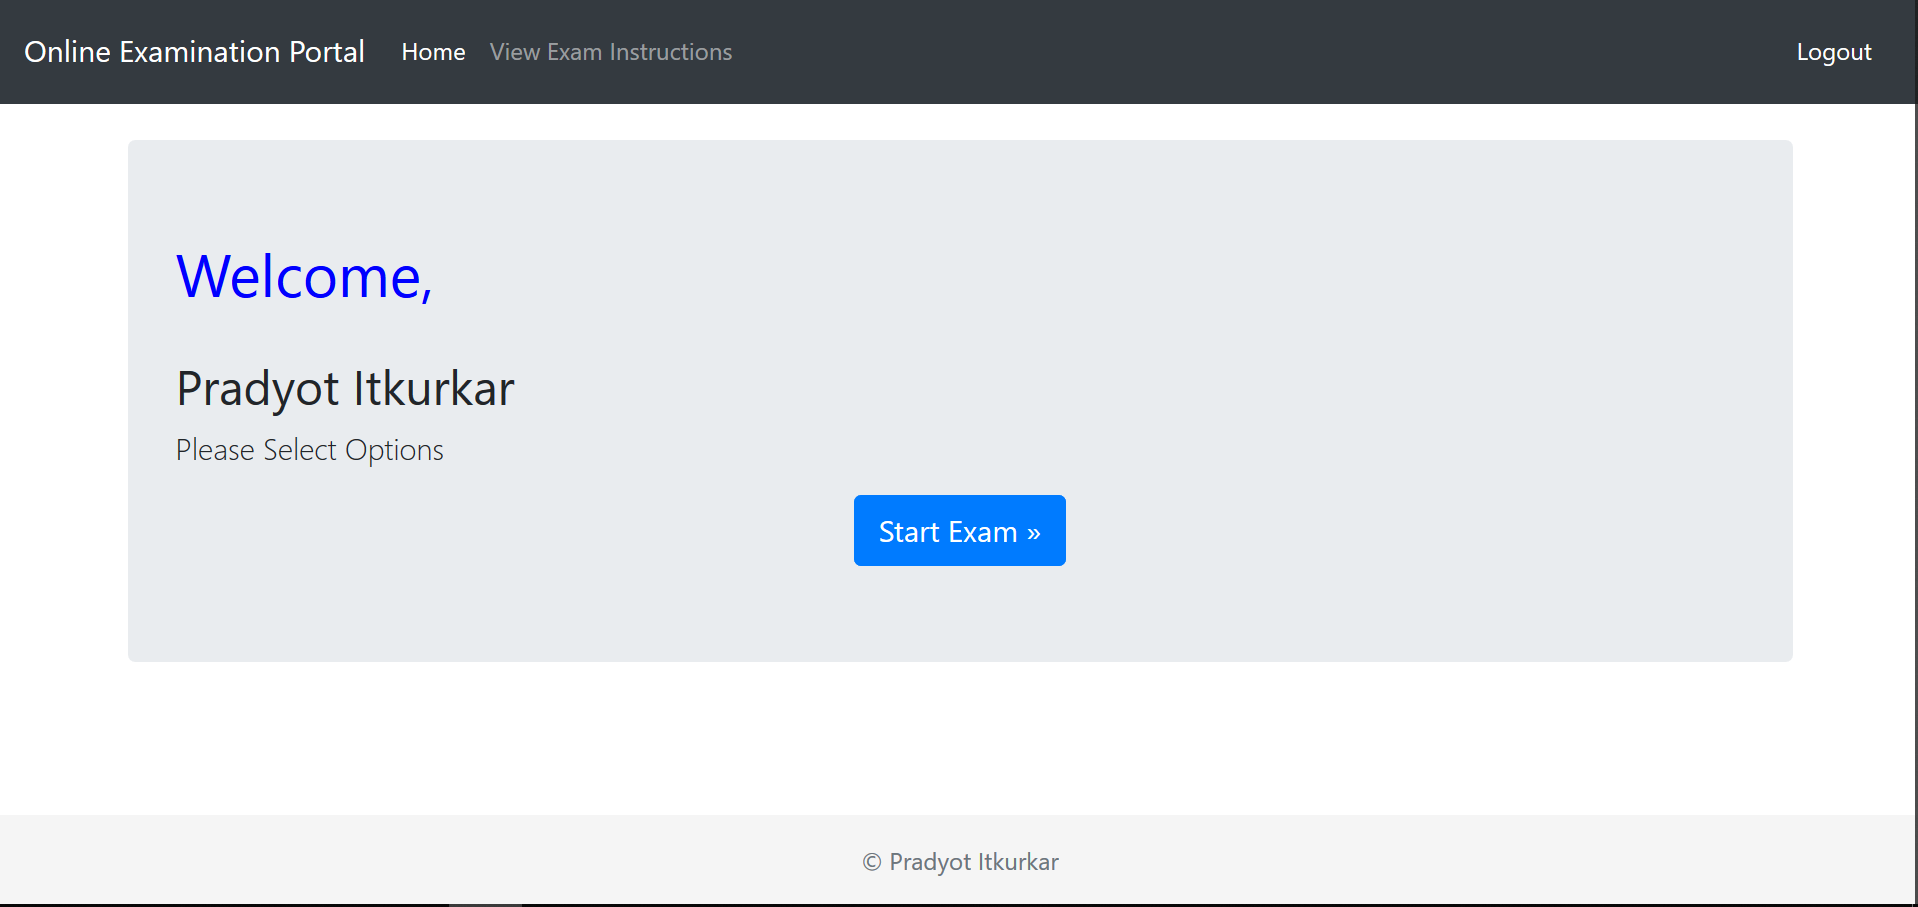 Online Examination Portal Home View Exam Instructions Logout
Welcome,
Pradyot Itkurkar
Please Select Options
Start Exam »
© Pradyot Itkurkar